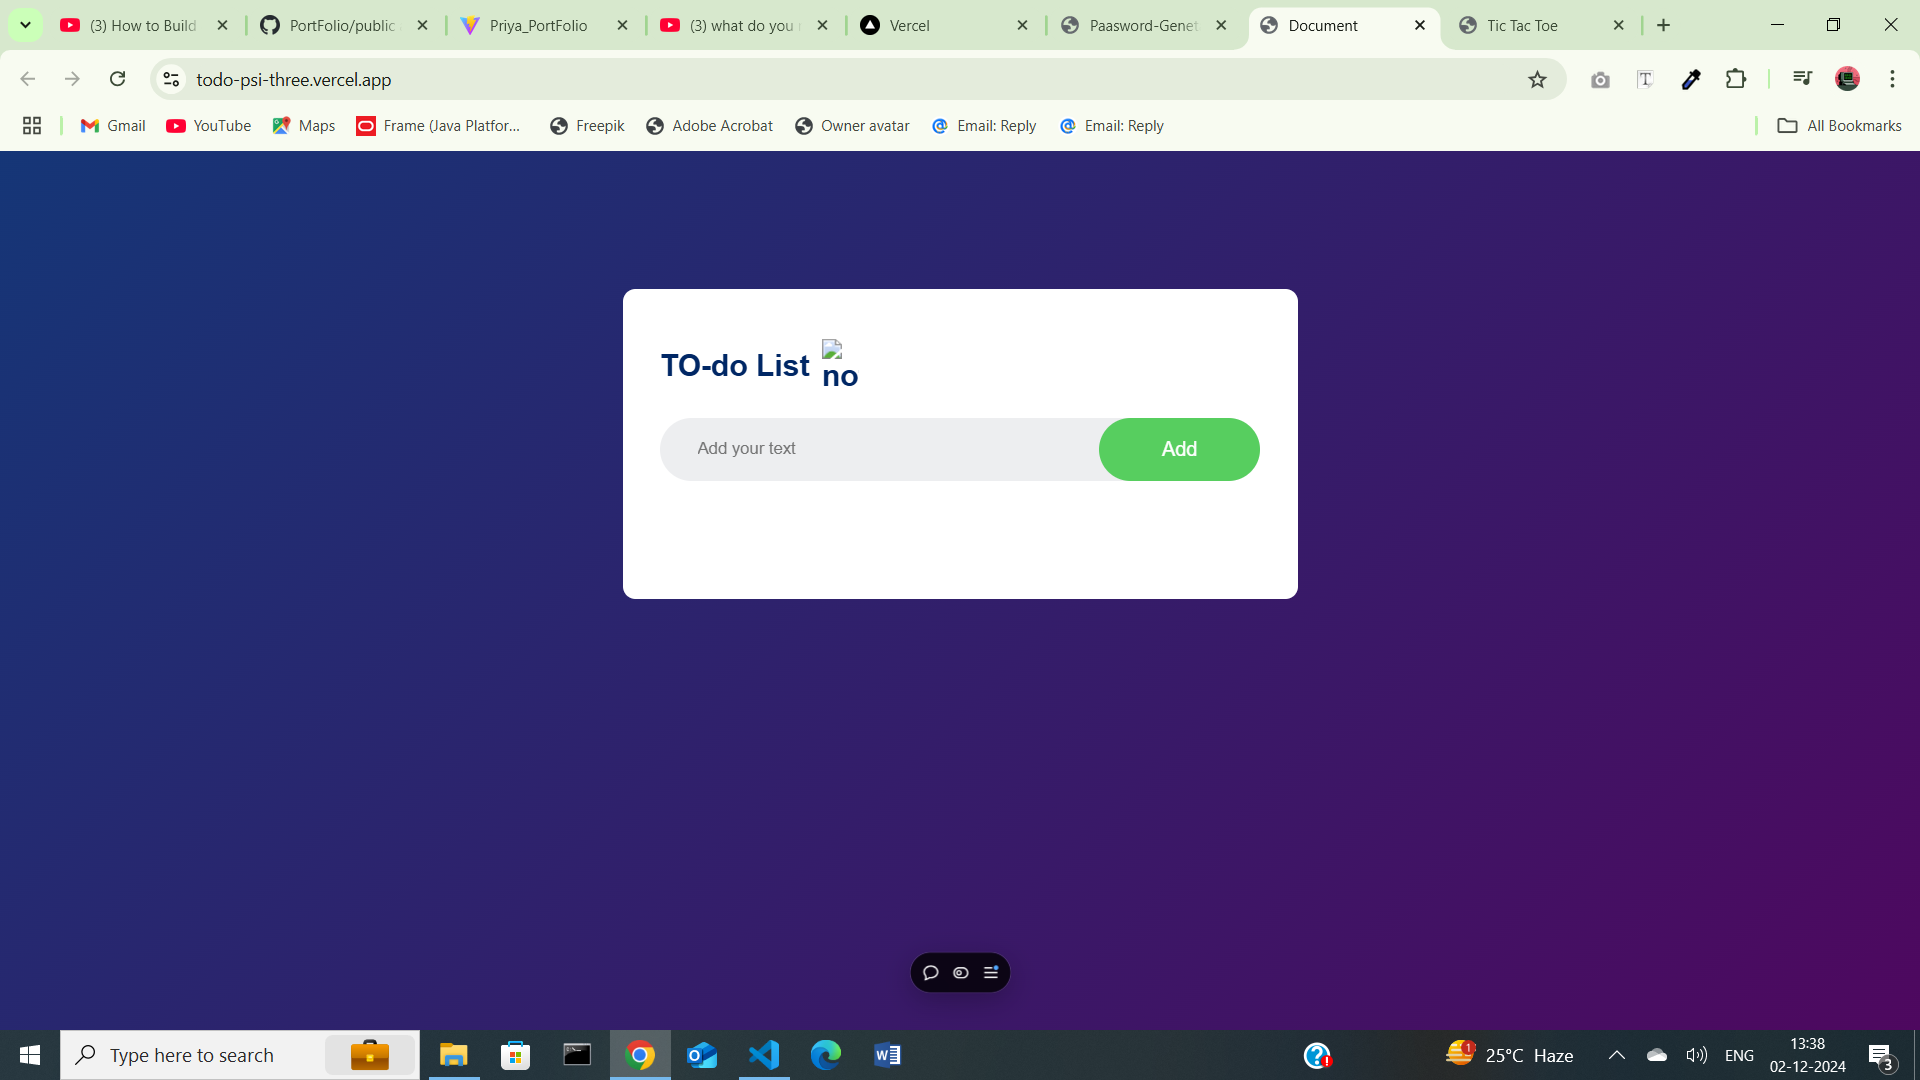 (3) How to Build
PortFolio/public
Priya_PortFolio
(3) what do you
Vercel
Paasword-Genet
Document
Tic Tac Toe
todo-psi-three.vercel.app
Gmail
YouTube
Maps
Frame (Java Platfor...
Freepik
Adobe Acrobat
Owner avatar
Email: Reply
Email: Reply
All Bookmarks
TO-do List
no
Add your text
Add
Type here to search
1
25°C Haze
ENG
13:38
02-12-2024
3